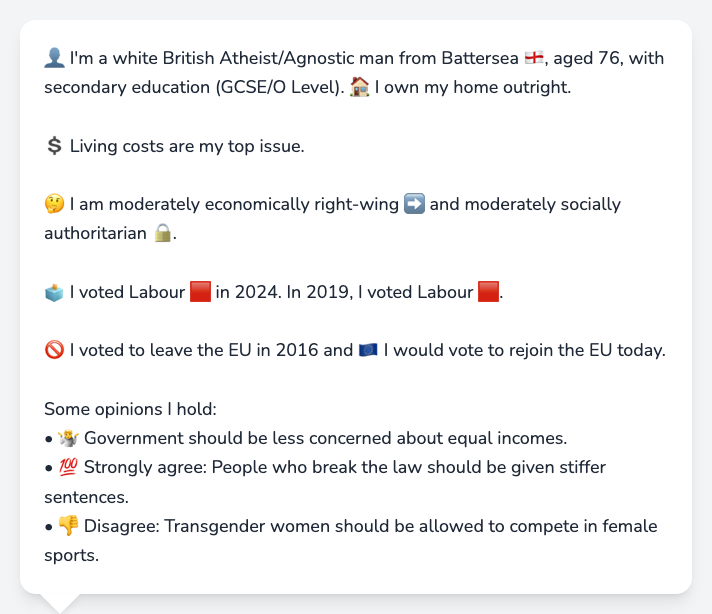 👤 I'm a white British Atheist/Agnostic man from Battersea 🏴󠁧󠁢󠁥󠁮󠁧󠁿, aged 76, with
secondary education (GCSE/O Level). 🏠 I own my home outright.
💲 Living costs are my top issue.
🤔 I am moderately economically right-wing ➡️ and moderately socially
authoritarian 🔒.
🗳️ I voted Labour 🟥 in 2024. In 2019, I voted Labour 🟥.
🚫 I voted to leave the EU in 2016 and 🇪🇺 I would vote to rejoin the EU today.
Some opinions I hold:
• 🤷 Government should be less concerned about equal incomes.
• 💯 Strongly agree: People who break the law should be given stiffer
sentences.
• 👎 Disagree: Transgender women should be allowed to compete in female
sports.